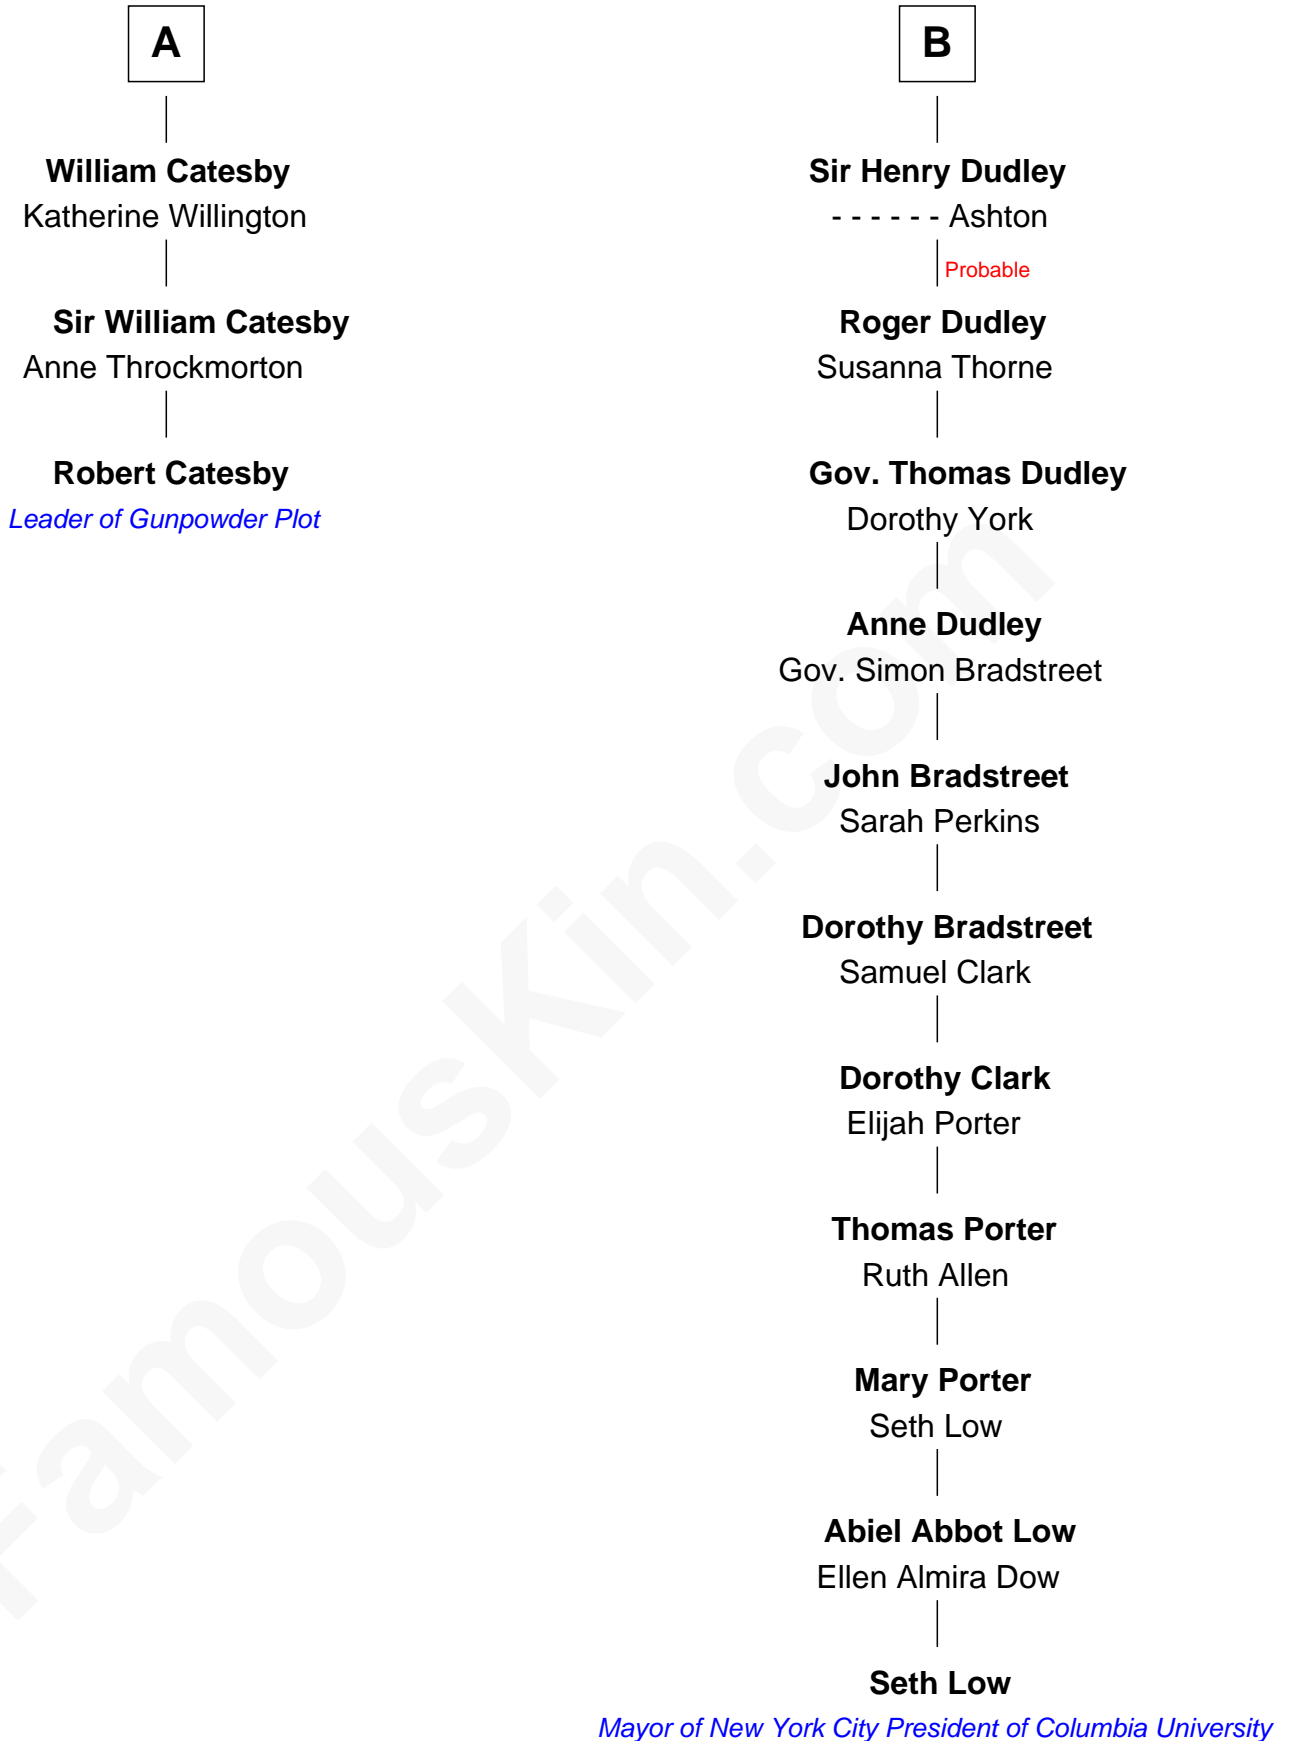 A
William Catesby
Katherine Willington
Sir William Catesby
Anne Throckmorton
Robert Catesby
Leader of Gunpowder Plot
B
Sir Henry Dudley
- - - - - - Ashton
Probable
Roger Dudley
Susanna Thorne
Gov. Thomas Dudley
Dorothy York
Anne Dudley
Gov. Simon Bradstreet
John Bradstreet
Sarah Perkins
Dorothy Bradstreet
Samuel Clark
Dorothy Clark
Elijah Porter
Thomas Porter
Ruth Allen
Mary Porter
Seth Low
Abiel Abbot Low
Ellen Almira Dow
Seth Low
Mayor of New York City President of Columbia University
FamousKin.com